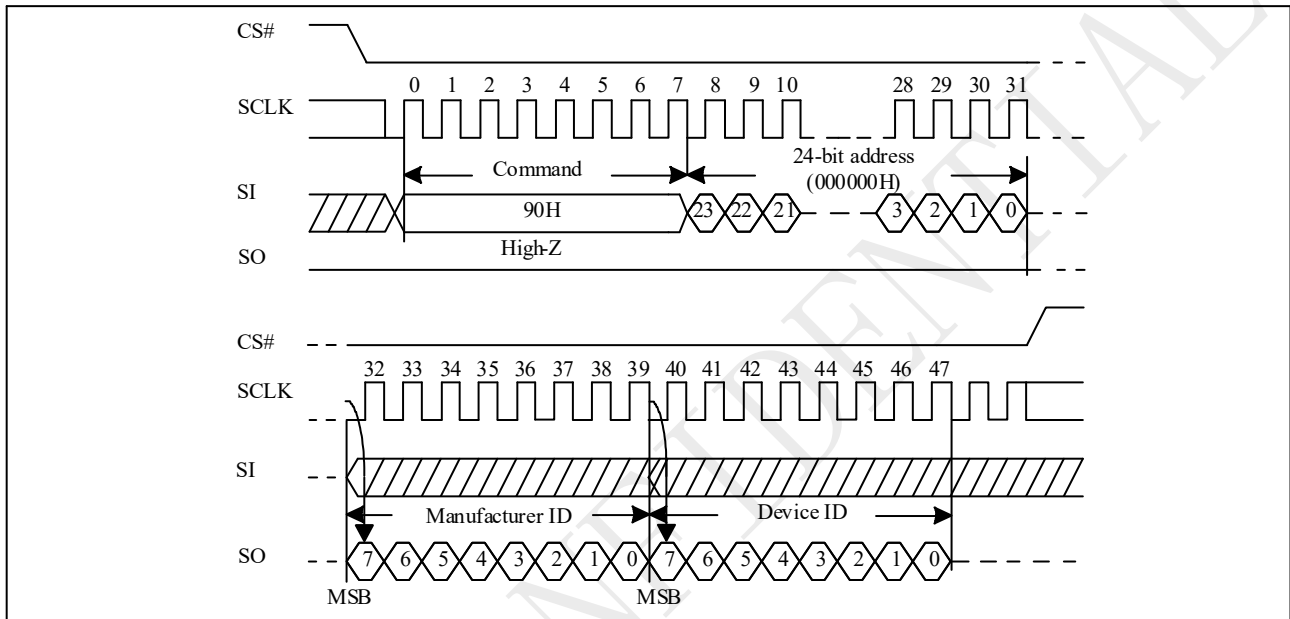 CS#
0 1 2 3 4 5 6 7 8 9 10 28 29 30 31
SCLK
Command 24-bit address
(000000H)
SI
90H 23 22 21 3 2 1 0
High-Z
SO
CS#
32 33 34 35 36 37 38 39 40 41 42 43 44 45 46 47
SCLK
SI
Manufacturer ID Device ID
SO 7 6 5 4 3 2 1 0 7 6 5 4 3 2 1 0
MSB MSB
NFIDENTIAL